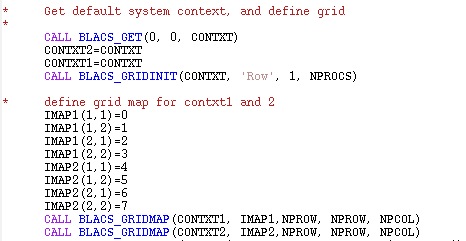 *     Get default system context, and define grid
*
      CALL BLACS_GET(0, 0, CONTXT)
      CONTXT2=CONTXT
      CONTXT1=CONTXT
      CALL BLACS_GRIDINIT(CONTXT, 'Row', 1, NPROCS)
*     define grid map for contxt1 and 2
      IMAP1(1,1)=0
      IMAP1(1,2)=1
      IMAP1(2,1)=2
      IMAP1(2,2)=3
      IMAP2(1,1)=4
      IMAP2(1,2)=5
      IMAP2(2,1)=6
      IMAP2(2,2)=7
      CALL BLACS_GRIDMAP(CONTXT1, IMAP1,NPROW, NPROW, NPCOL)
      CALL BLACS_GRIDMAP(CONTXT2, IMAP2,NPROW, NPROW, NPCOL)